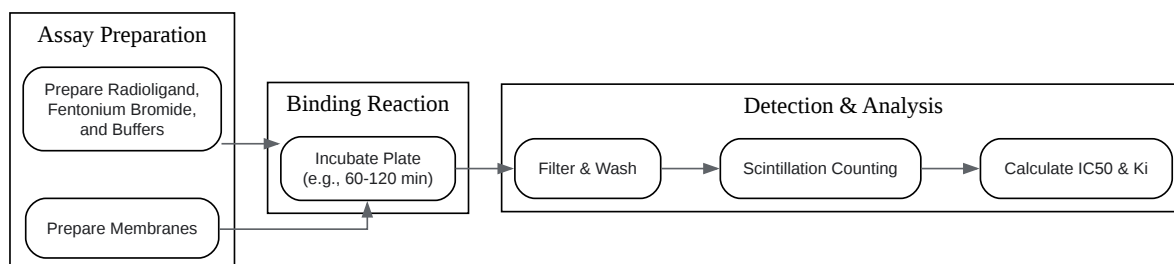 Assay Preparation
Prepare Radioligand,
Fentonium Bromide,
and Buffers
Prepare Membranes
Binding Reaction
Incubate Plate
(e.g., 60-120 min)
Detection & Analysis
Filter & Wash
Scintillation Counting
Calculate IC50 & Ki